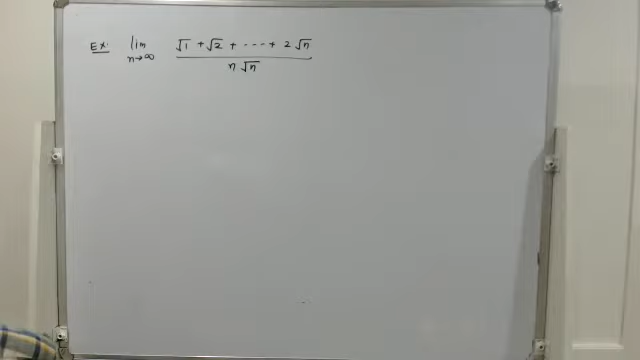 Ex: lim n→∞ (√1 + √2 + ---- + 2√n) / (n√n)